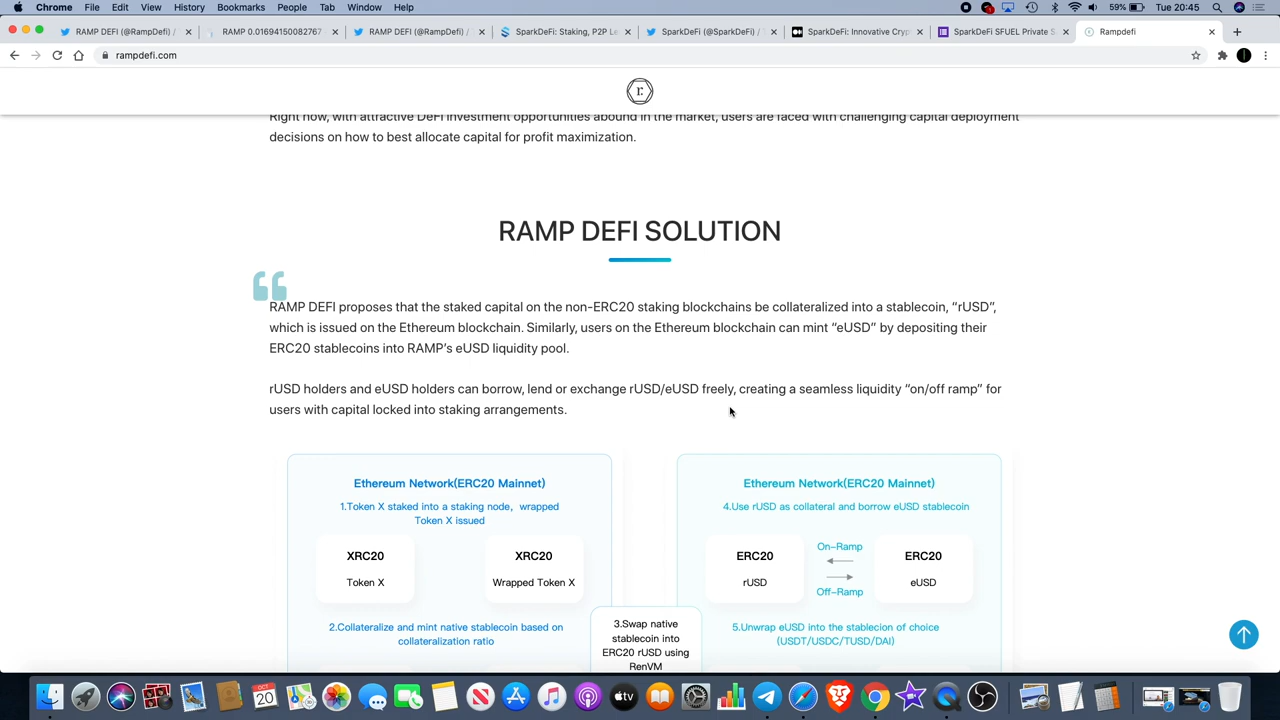 Chrome File Edit View History Bookmarks People Tab Window Help 59% Tue 20:45
RAMP DEFI (@RampDefi) / RAMP 0.01694150082767 RAMP DEFI (@RampDefi) / SparkDeFi: Staking, P2P Le SparkDeFi (@SparkDeFi) / SparkDeFi: Innovative Cryp SparkDeFi SFUEL Private S Rampdefi
rampdefi.com
r:
Right now, with attractive DeFi investment opportunities abound in the market, users are faced with challenging capital deployment
decisions on how to best allocate capital for profit maximization.
RAMP DEFI SOLUTION
RAMP DEFI proposes that the staked capital on the non-ERC20 staking blockchains be collateralized into a stablecoin, “rUSD”,
which is issued on the Ethereum blockchain. Similarly, users on the Ethereum blockchain can mint “eUSD” by depositing their
ERC20 stablecoins into RAMP’s eUSD liquidity pool.
rUSD holders and eUSD holders can borrow, lend or exchange rUSD/eUSD freely, creating a seamless liquidity “on/off ramp” for
users with capital locked into staking arrangements.
Ethereum Network(ERC20 Mainnet)
1.Token X staked into a staking node, wrapped
Token X issued
XRC20 XRC20
Token X Wrapped Token X
2.Collateralize and mint native stablecoin based on
collateralization ratio
3.Swap native
stablecoin into
ERC20 rUSD using
RenVM
Ethereum Network(ERC20 Mainnet)
4.Use rUSD as collateral and borrow eUSD stablecoin
ERC20 On-Ramp ERC20
rUSD Off-Ramp eUSD
5.Unwrap eUSD into the stablecion of choice
(USDT/USDC/TUSD/DAI)
OCT
20
tv